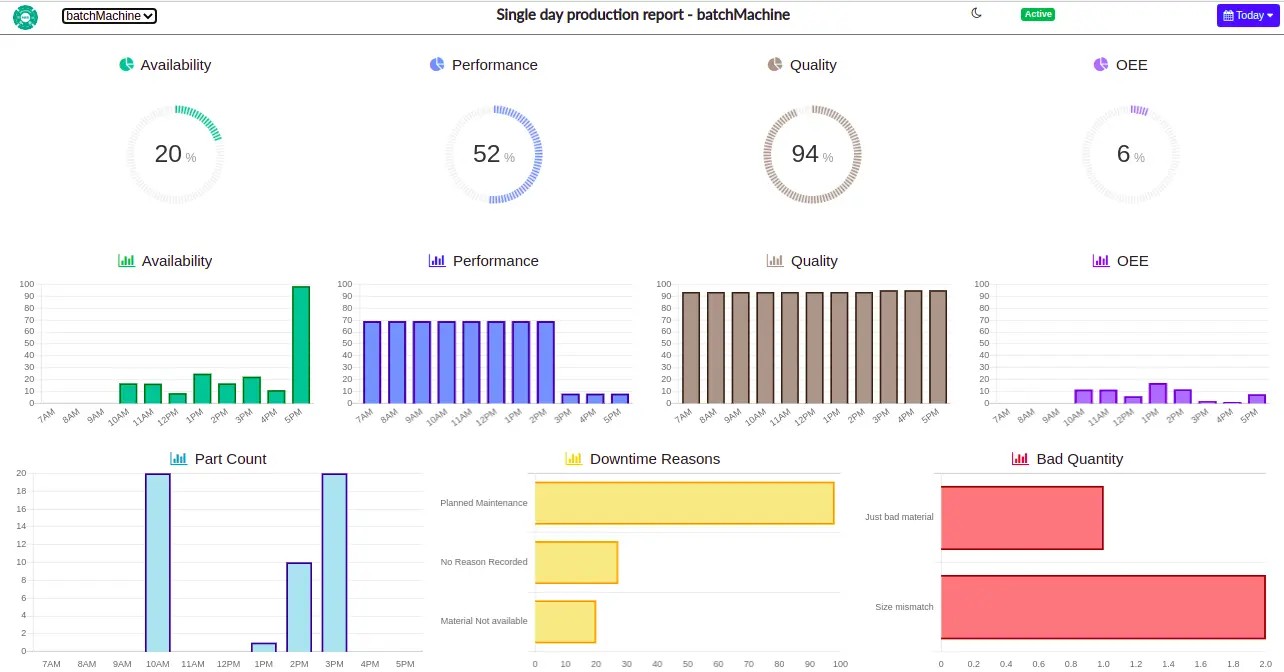 batchMachine
Single day production report - batchMachine
Active
Today
Availability
Performance
Quality
OEE
20 %
52 %
94 %
6 %
Availability
Performance
Quality
OEE
100
90
80
70
60
50
40
30
20
10
0
7AM 8AM 9AM 10AM 11AM 12PM 1PM 2PM 3PM 4PM 5PM
100
90
80
70
60
50
40
30
20
10
0
7AM 8AM 9AM 10AM 11AM 12PM 1PM 2PM 3PM 4PM 5PM
100
90
80
70
60
50
40
30
20
10
0
7AM 8AM 9AM 10AM 11AM 12PM 1PM 2PM 3PM 4PM 5PM
100
90
80
70
60
50
40
30
20
10
0
7AM 8AM 9AM 10AM 11AM 12PM 1PM 2PM 3PM 4PM 5PM
Part Count
20
18
16
14
12
10
8
6
4
2
0
7AM 8AM 9AM 10AM 11AM 12PM 1PM 2PM 3PM 4PM 5PM
Downtime Reasons
Planned Maintenance
No Reason Recorded
Material Not available
0 10 20 30 40 50 60 70 80 90 100
Bad Quantity
Just bad material
Size mismatch
0 0.2 0.4 0.6 0.8 1.0 1.2 1.4 1.6 1.8 2.0